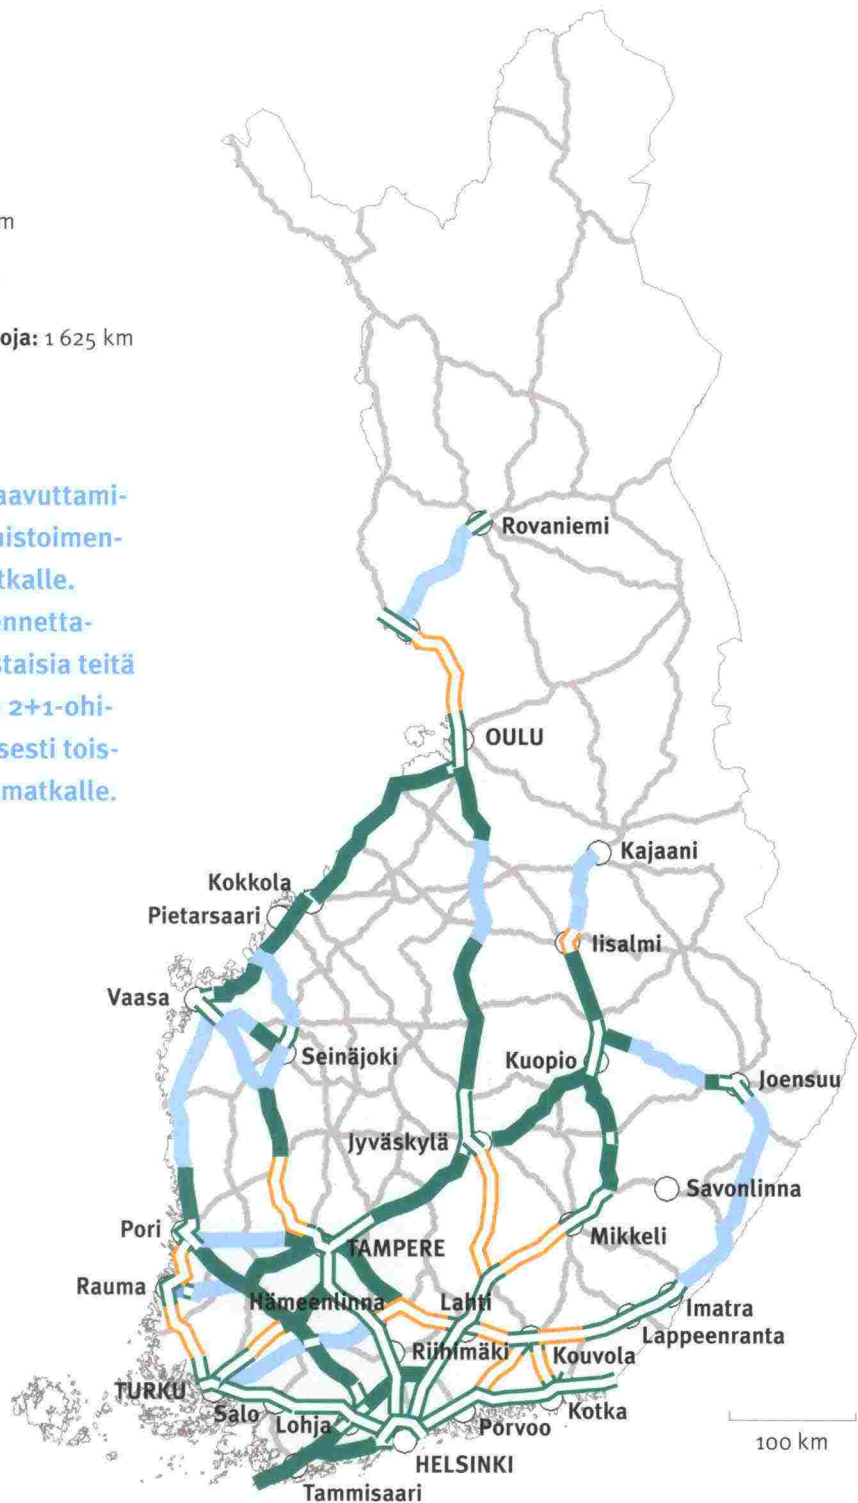 m
oja: 1 625 km
aavuttami-
nistoimen-
tkalle.
ennetta-
staisia teitä
2+1-ohi-
sesti tois-
matkalle.
Rovaniemi
OULU
Kajaani
Kokkola
Pietarsaari
Iisalmi
Vaasa
Seinäjoki
Kuopio
Joensuu
Jyväskylä
Savonlinna
Pori
TAMPERE
Mikkeli
Rauma
Hämeenlinna
Lahti
Imatra
Lappeenranta
Riihimäki
Kouvola
TURKU
Salo
Lohja
Porvoo
Kotka
100 km
HELSINKI
Tammisaari